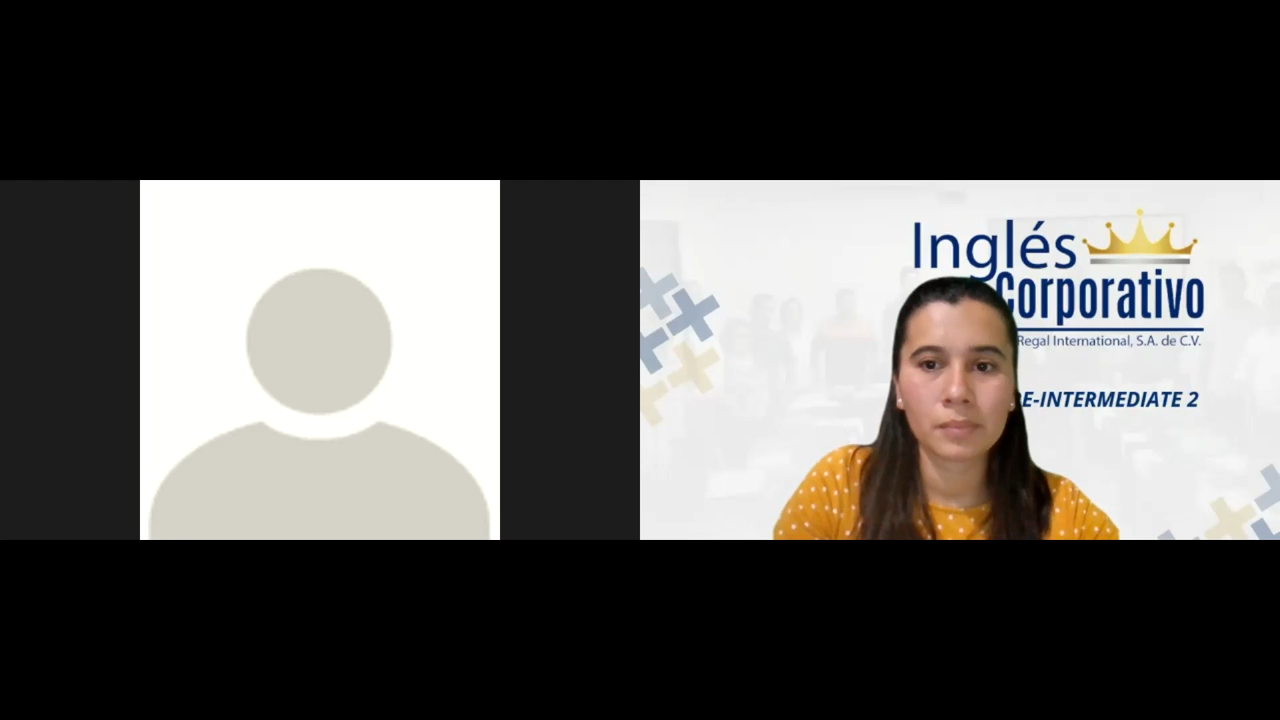 Inglés
Corporativo
Regal International, S.A. de C.V.
E-INTERMEDIATE 2